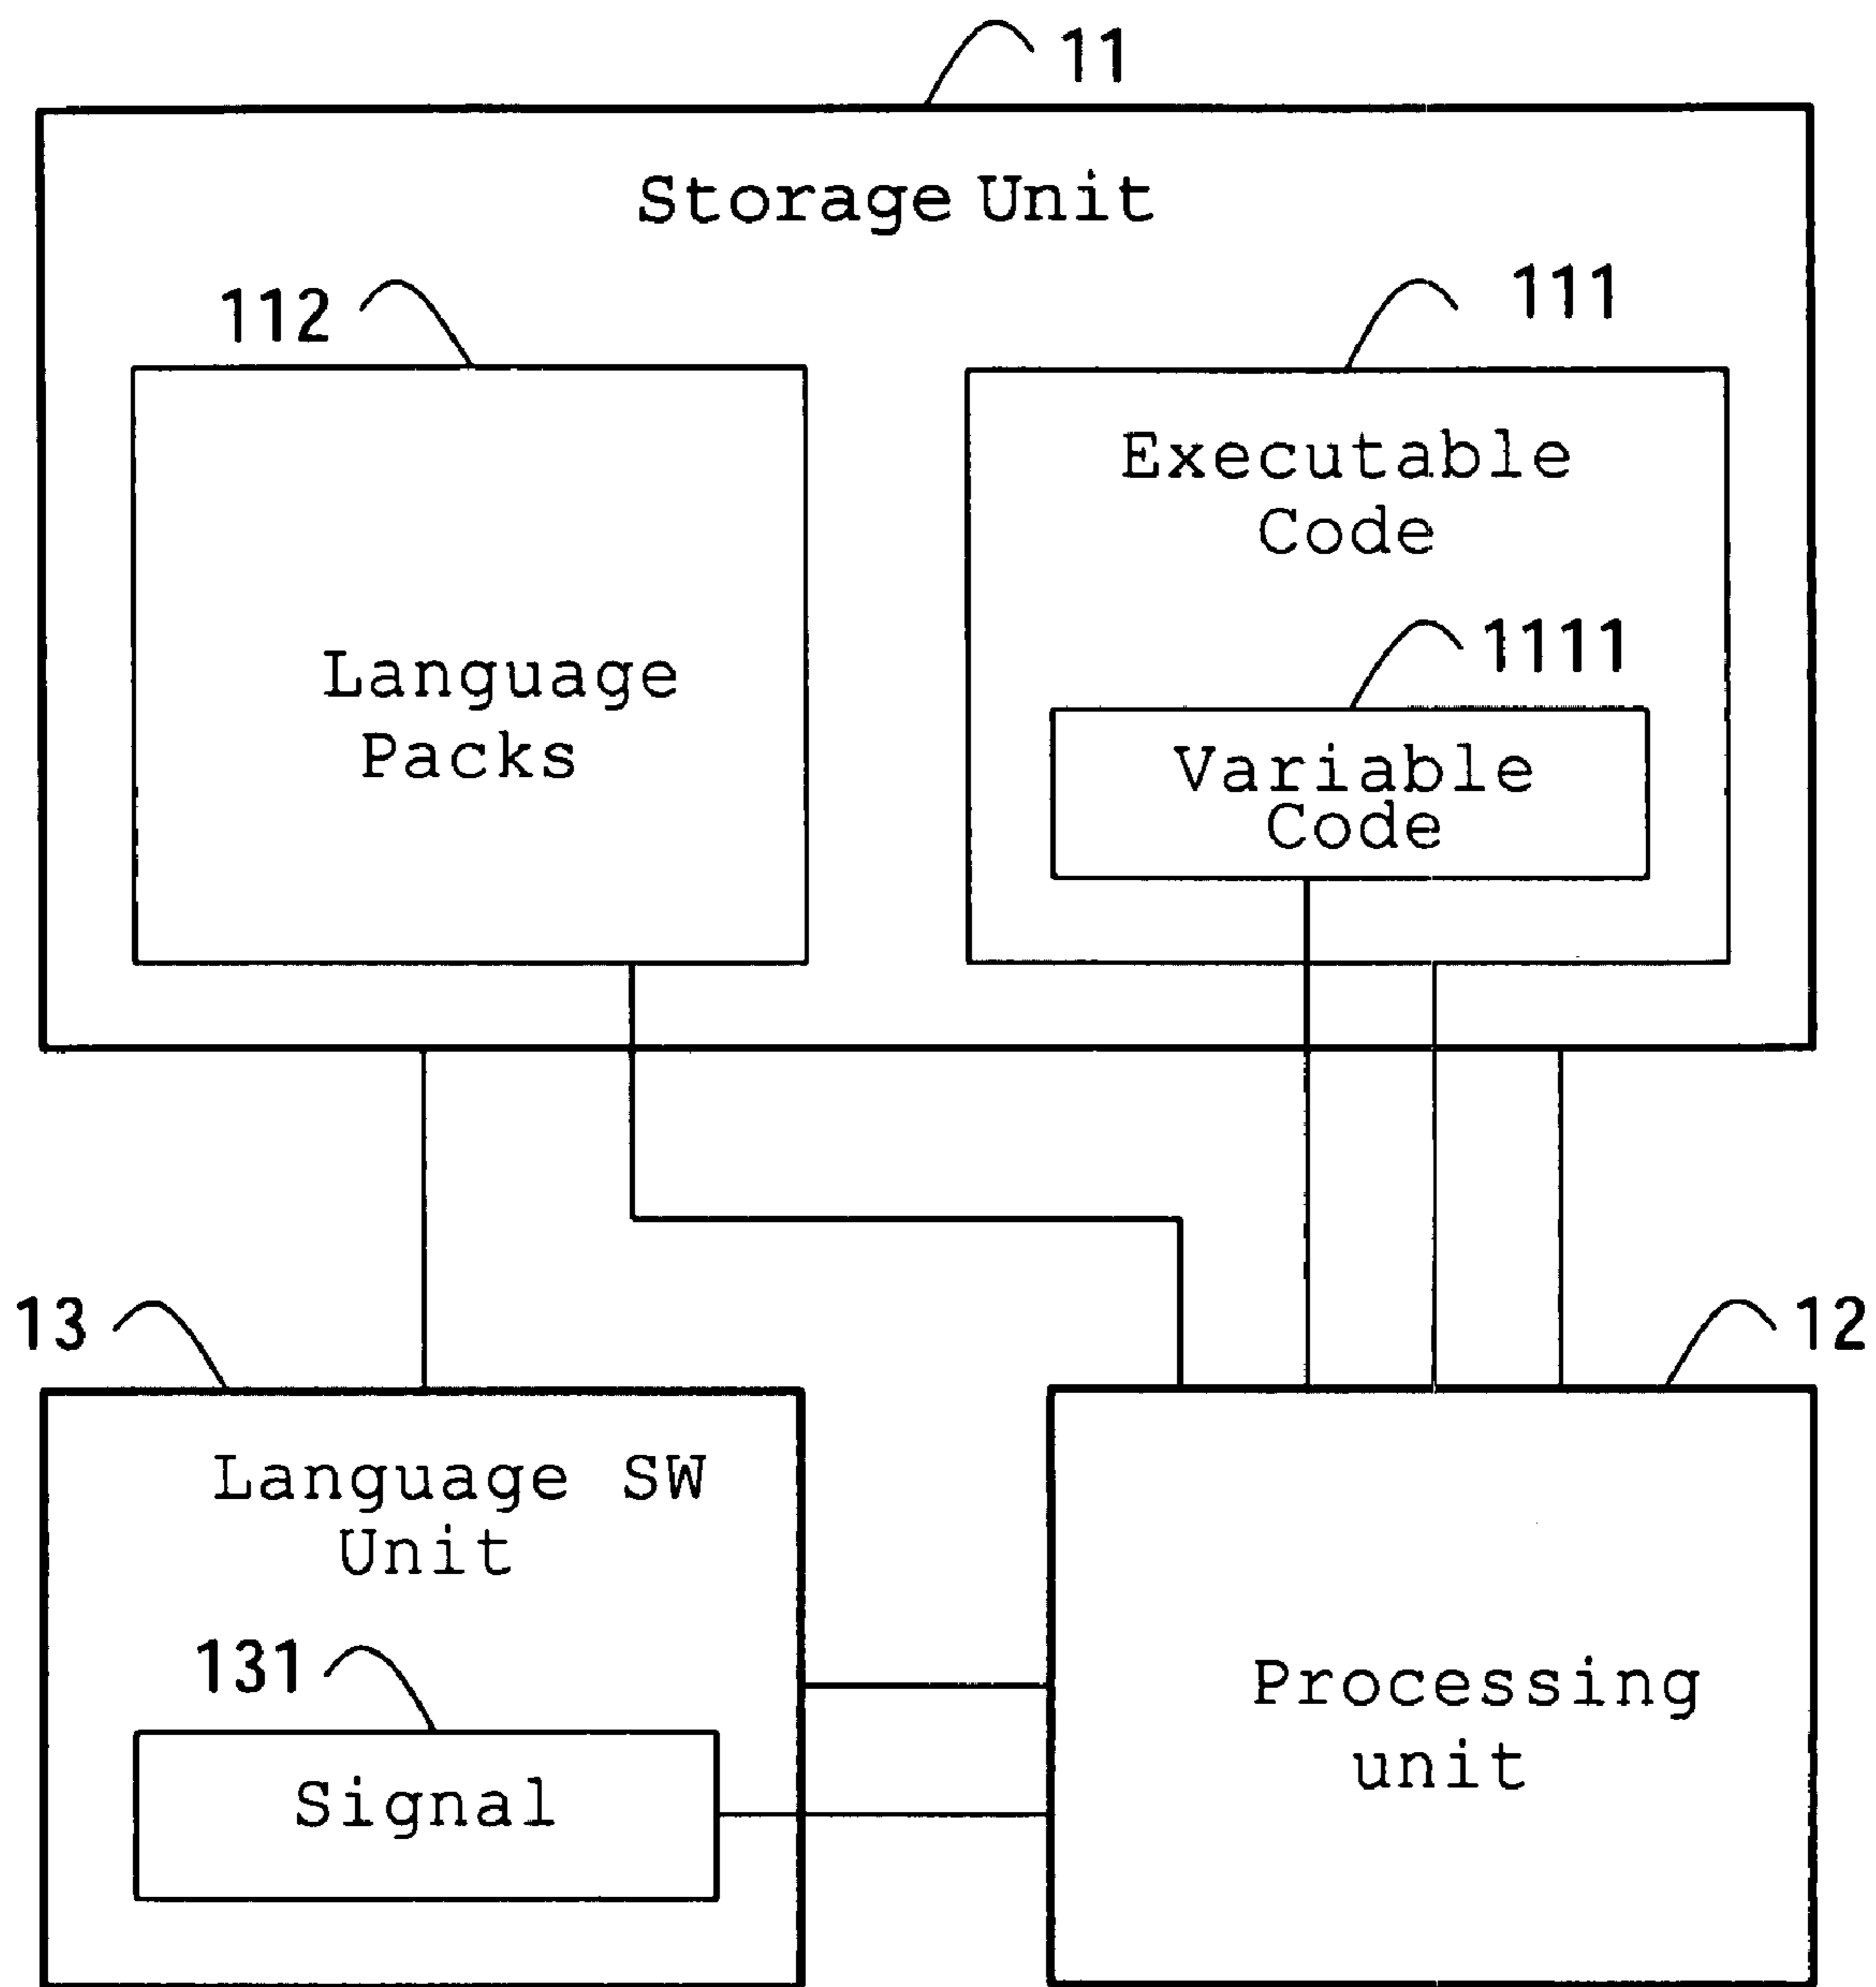 11
Storage Unit
112
111
Executable
Code
Language
Packs
1111
Variable
Code
13
12
Language SW
Unit
131
Signal
Processing
unit